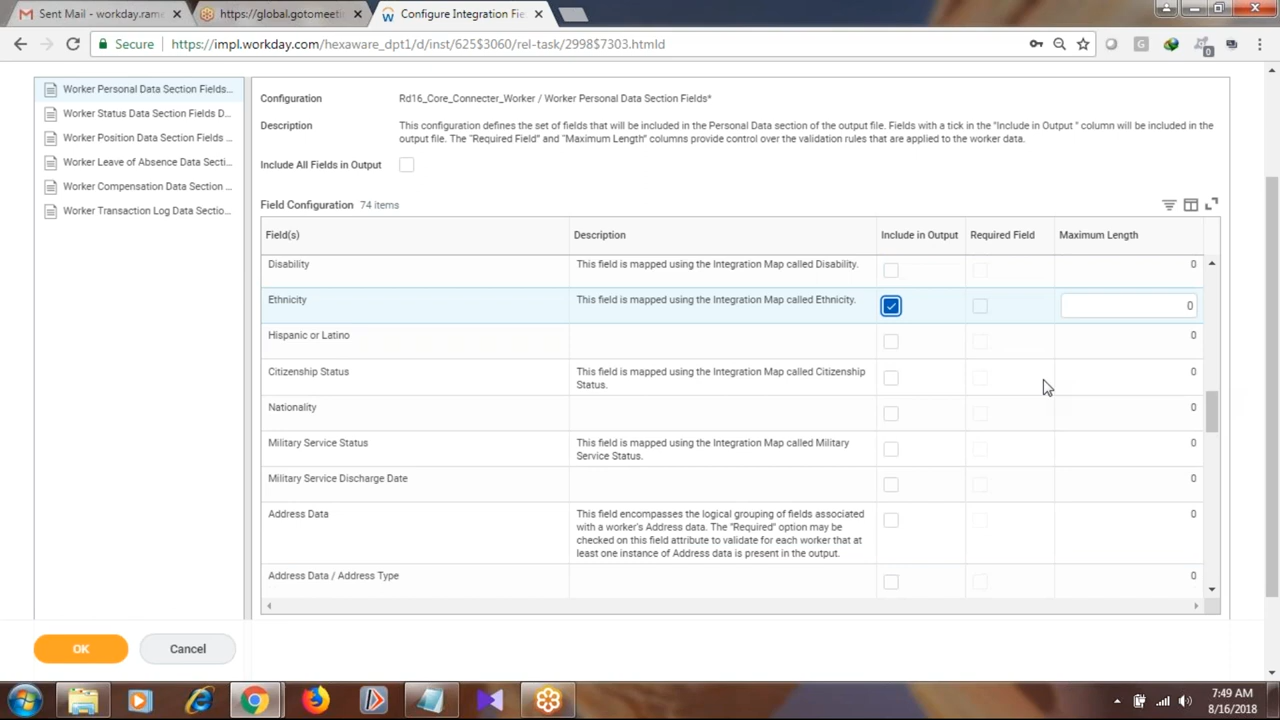 Sent Mail - workday.rame
https://global.gotomeeti
Configure Integration Fie
Secure
https://impl.workday.com/hexaware_dpt1/d/inst/625$3060/rel-task/2998$7303.htmld
G
0
Worker Personal Data Section Fields...
Worker Status Data Section Fields D...
Worker Position Data Section Fields ...
Worker Leave of Absence Data Secti...
Worker Compensation Data Section ...
Worker Transaction Log Data Sectio...
Configuration Rd16_Core_Connecter_Worker / Worker Personal Data Section Fields*
Description This configuration defines the set of fields that will be included in the Personal Data section of the output file. Fields with a tick in the "Include in Output " column will be included in the
output file. The "Required Field" and "Maximum Length" columns provide control over the validation rules that are applied to the worker data.
Include All Fields in Output
Field Configuration 74 items
Field(s) Description Include in Output Required Field Maximum Length
Disability This field is mapped using the Integration Map called Disability. 0
Ethnicity This field is mapped using the Integration Map called Ethnicity. 0
Hispanic or Latino 0
Citizenship Status This field is mapped using the Integration Map called Citizenship 0
Status.
Nationality 0
Military Service Status This field is mapped using the Integration Map called Military 0
Service Status.
Military Service Discharge Date 0
Address Data This field encompasses the logical grouping of fields associated 0
with a worker's Address data. The "Required" option may be
checked on this field attribute to validate for each worker that at
least one instance of Address data is present in the output.
Address Data / Address Type 0
OK
Cancel
7:49 AM
8/16/2018